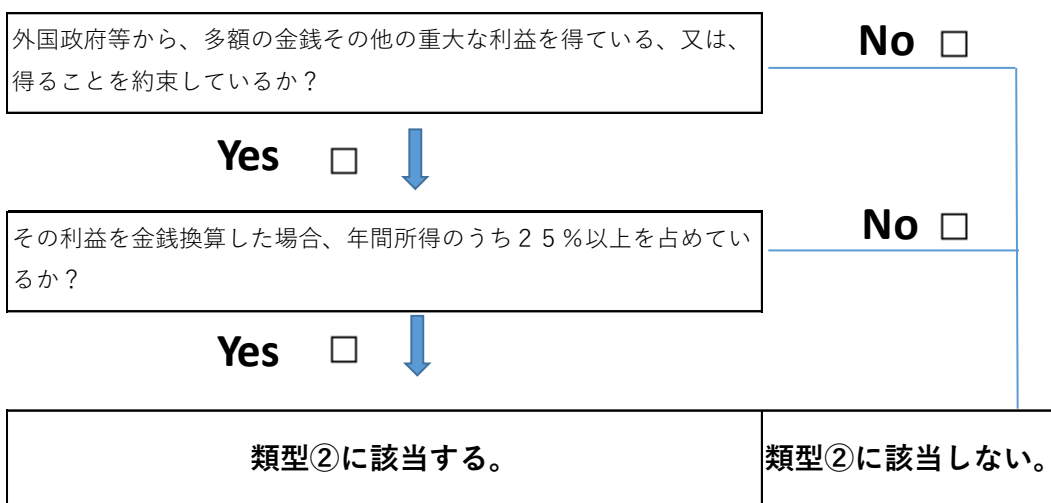 外国政府等から、多額の金銭その他の重大な利益を得ている、又は、
得ることを約束しているか？
No □
Yes □
その利益を金銭換算した場合、年間所得のうち２５％以上を占めてい
るか？
No □
Yes □
類型②に該当する。
類型②に該当しない。